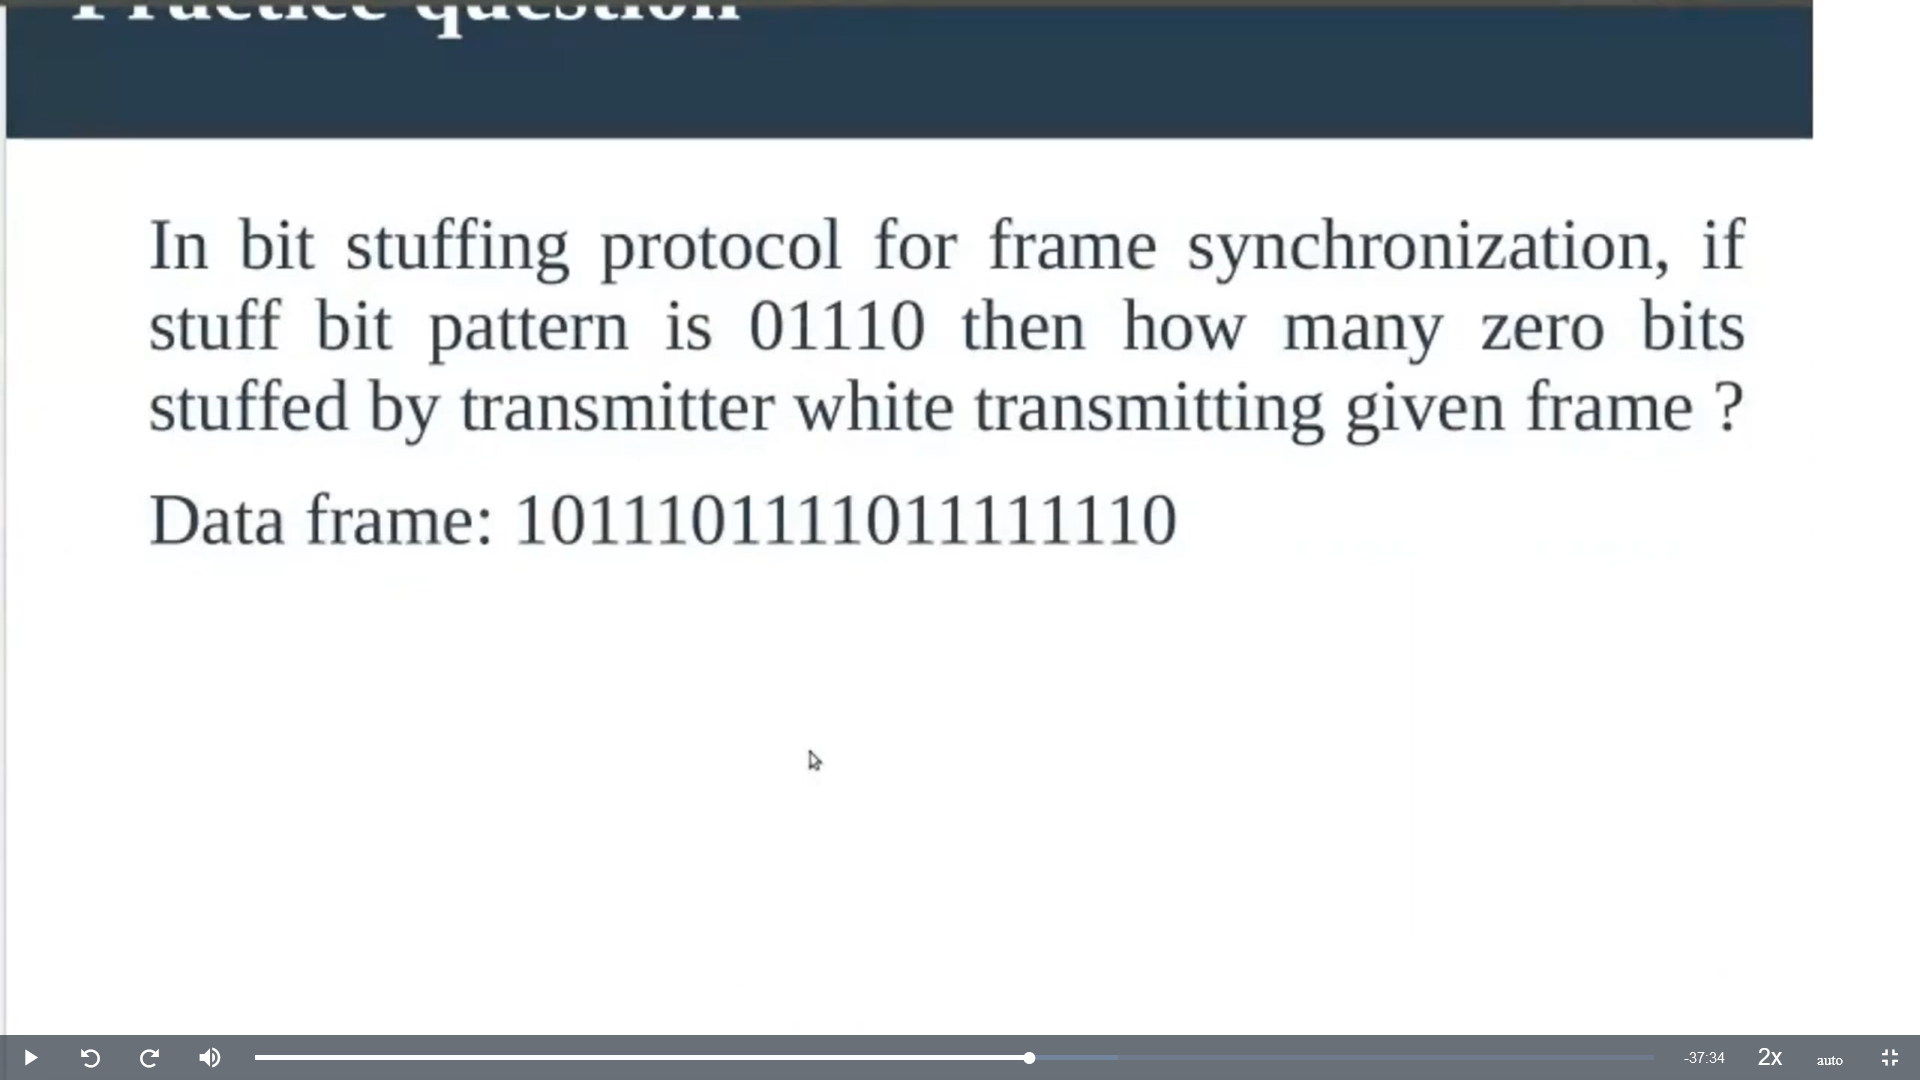 Practice question
In bit stuffing protocol for frame synchronization, if
stuff bit pattern is 01110 then how many zero bits
stuffed by transmitter white transmitting given frame ?
Data frame: 1011101111011111110
-37:34 2x auto